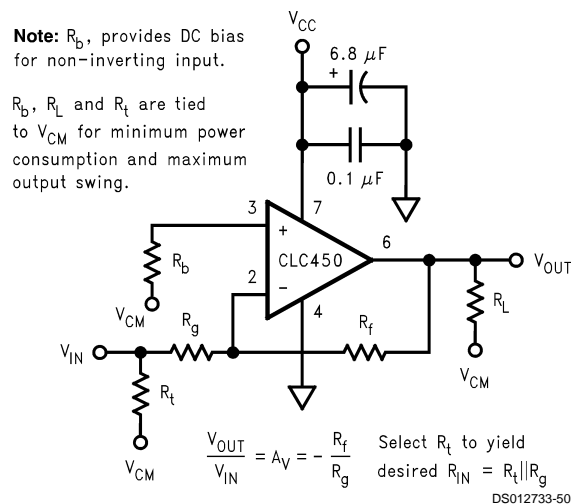 Note: R_b, provides DC bias
for non-inverting input.
R_b, R_L and R_t are tied
to V_CM for minimum power
consumption and maximum
output swing.
V_CC
6.8 μF
+
0.1 μF
3
7
+
6
CLC450
V_OUT
R_b
2
−
4
R_L
V_CM
R_g
R_f
V_IN
V_CM
R_t
V_CM
V_OUT / V_IN = A_V = − R_f / R_g
Select R_t to yield
desired R_IN = R_t||R_g
DS012733-50